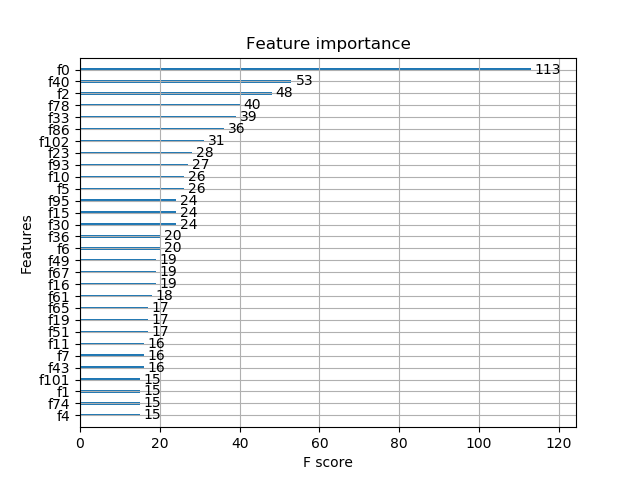 Feature importance
f0 113
f40 53
f2 48
f78 40
f33 39
f86 36
f102 31
f23 28
f93 27
f10 26
f5 26
f95 24
f15 24
f30 24
f36 20
f6 20
f49 19
f67 19
f16 19
f61 18
f65 17
f19 17
f51 17
f11 16
f7 16
f43 16
f101 15
f1 15
f74 15
f4 15
Features
0 20 40 60 80 100 120
F score